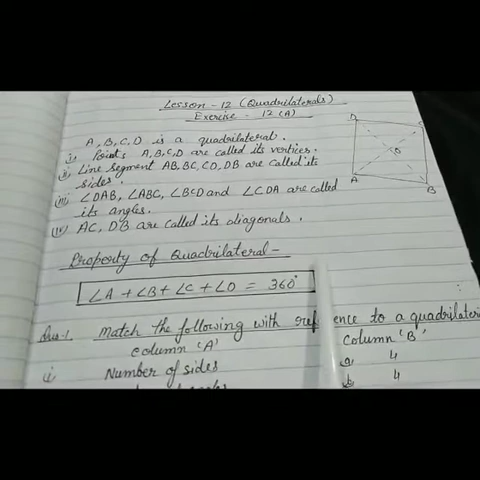 Lesson - 12 (Quadrilaterals)
Exercise - 12 (A)
A, B, C, D is a quadrilateral.
i) Points A, B, C, D are called its vertices.
ii) Line Segment AB, BC, CD, DB are called its
sides.
iii) ∠DAB, ∠ABC, ∠BCD and ∠CDA are called
its angles.
iv) AC, DB are called its diagonals.
D
O
A
B
Property of Quadrilateral -
∠A + ∠B + ∠C + ∠D = 360°
Ans-1. Match the following with reference to a quadrilateral
column 'A' column 'B'
i) Number of sides a) 4
b) 4